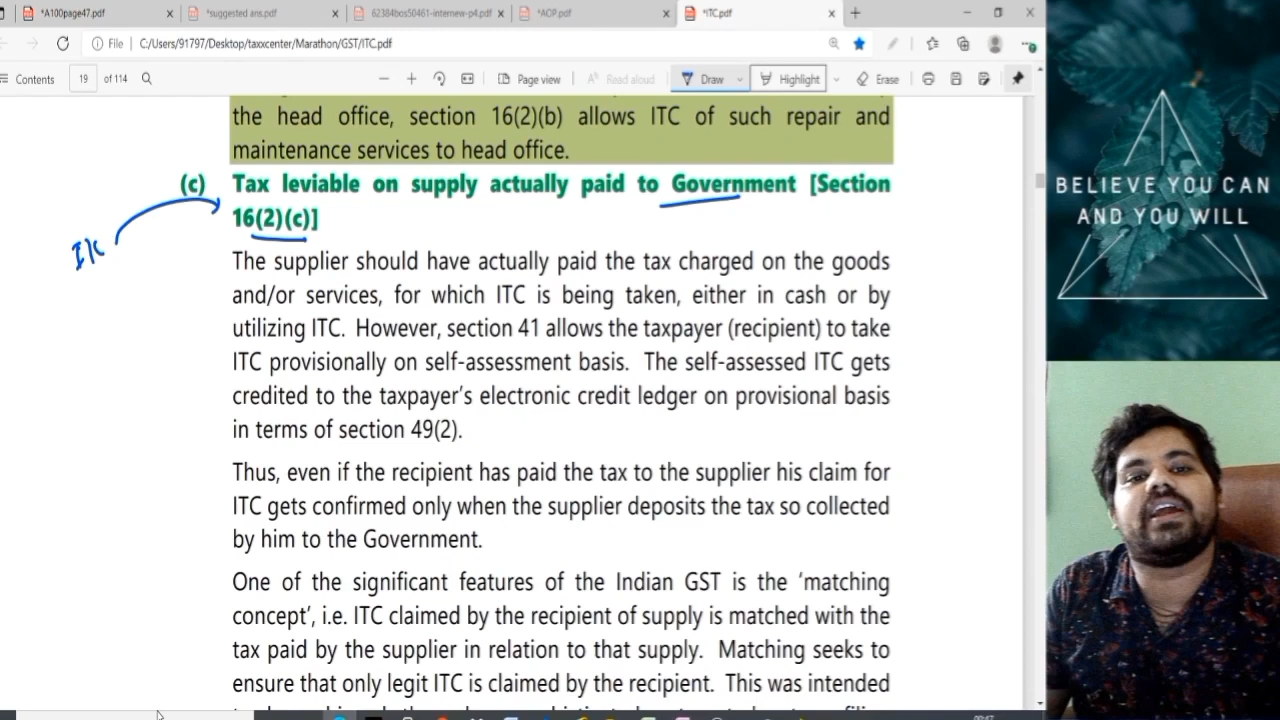 *A100page47.pdf
*suggested ans.pdf
62384bos50461-internew-p4.pdf
*AOP.pdf
*ITC.pdf
File
C:/Users/91797/Desktop/taxxcenter/Marathon/GST/ITC.pdf
Contents
19 of 114
Page view
Read aloud
Draw
Highlight
Erase
the head office, section 16(2)(b) allows ITC of such repair and
maintenance services to head office.
(c) Tax leviable on supply actually paid to Government [Section
16(2)(c)]
The supplier should have actually paid the tax charged on the goods
and/or services, for which ITC is being taken, either in cash or by
utilizing ITC. However, section 41 allows the taxpayer (recipient) to take
ITC provisionally on self-assessment basis. The self-assessed ITC gets
credited to the taxpayer's electronic credit ledger on provisional basis
in terms of section 49(2).
Thus, even if the recipient has paid the tax to the supplier his claim for
ITC gets confirmed only when the supplier deposits the tax so collected
by him to the Government.
One of the significant features of the Indian GST is the 'matching
concept', i.e. ITC claimed by the recipient of supply is matched with the
tax paid by the supplier in relation to that supply. Matching seeks to
ensure that only legit ITC is claimed by the recipient. This was intended
BELIEVE YOU CAN
AND YOU WILL